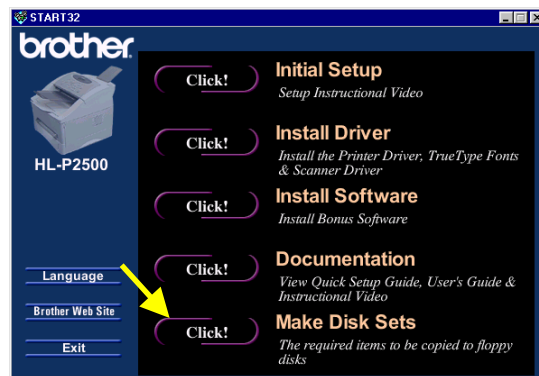 START32
brother
HL-P2500
Language
Brother Web Site
Exit
Click!
Initial Setup
Setup Instructional Video
Click!
Install Driver
Install the Printer Driver, TrueType Fonts
& Scanner Driver
Click!
Install Software
Install Bonus Software
Click!
Documentation
View Quick Setup Guide, User's Guide &
Instructional Video
Click!
Make Disk Sets
The required items to be copied to floppy
disks